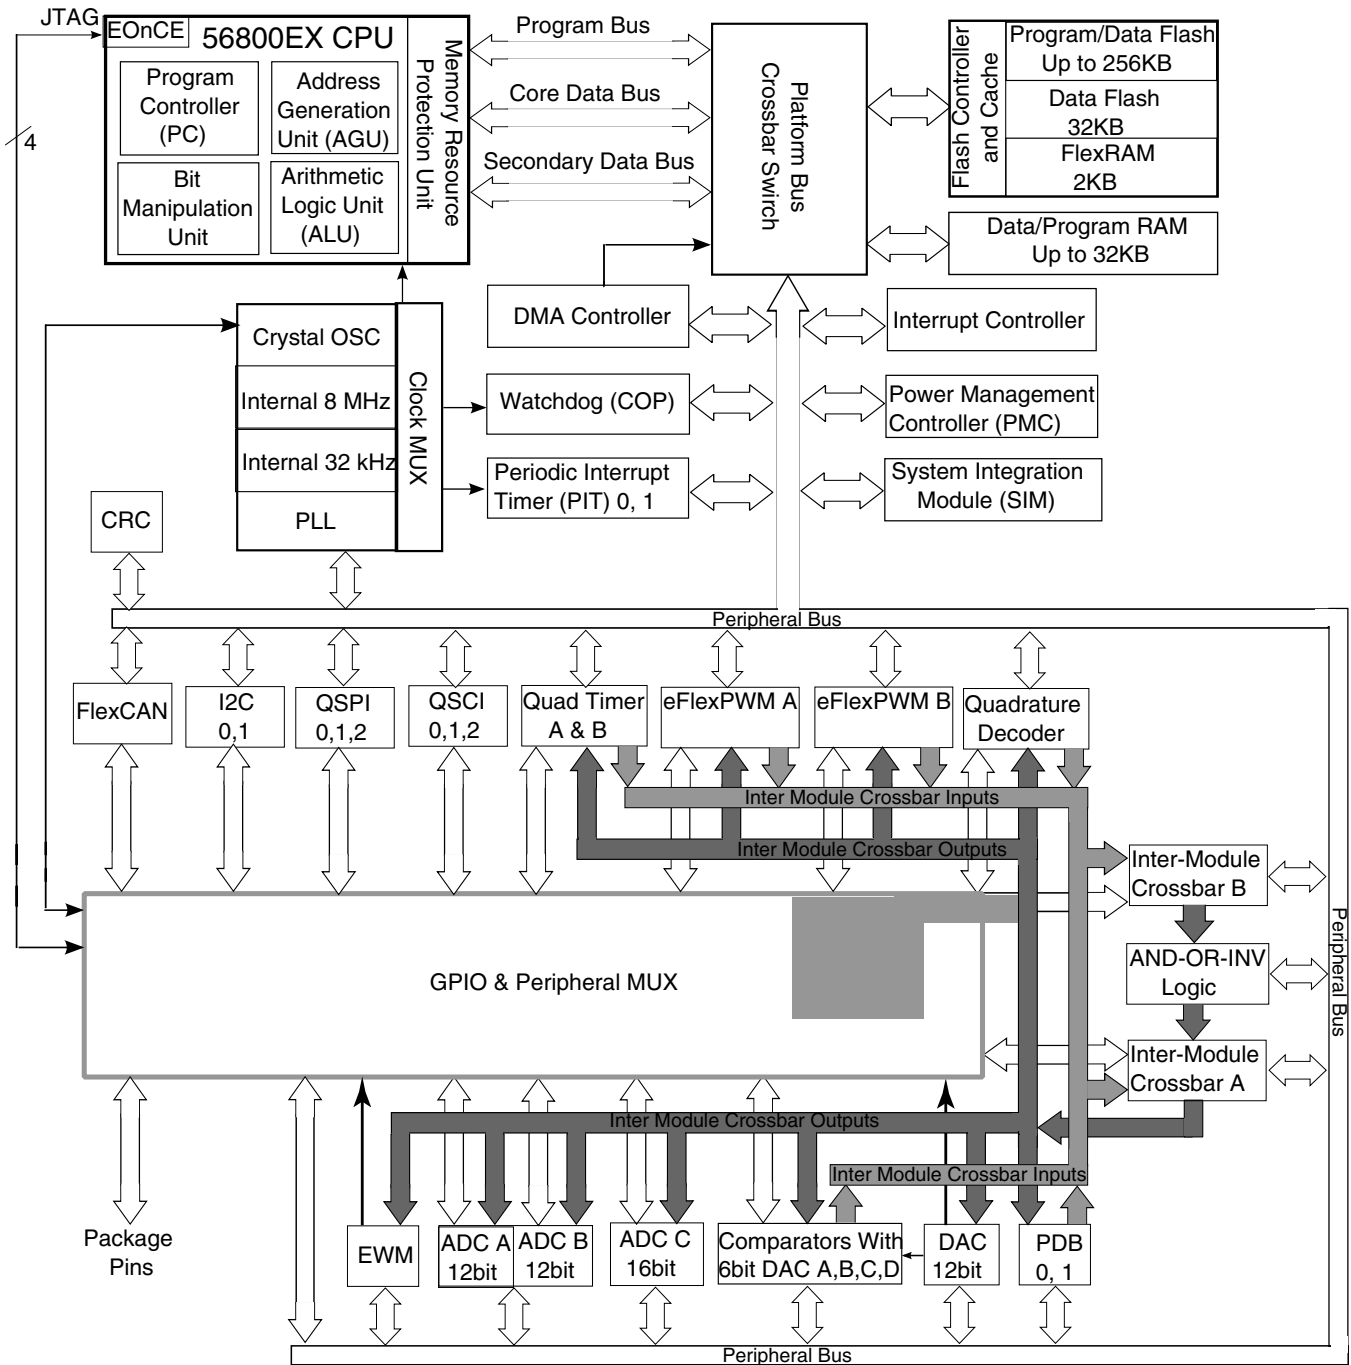 JTAG
EOnCE
56800EX CPU
Program
Controller
(PC)
Address
Generation
Unit (AGU)
Bit
Manipulation
Unit
Arithmetic
Logic Unit
(ALU)
Memory Resource
Protection Unit
4
Program Bus
Core Data Bus
Secondary Data Bus
Platform Bus
Crossbar Swirch
Flash Controller
and Cache
Program/Data Flash
Up to 256KB
Data Flash
32KB
FlexRAM
2KB
Data/Program RAM
Up to 32KB
Crystal OSC
Internal 8 MHz
Internal 32 kHz
PLL
Clock MUX
DMA Controller
Interrupt Controller
Watchdog (COP)
Power Management
Controller (PMC)
Periodic Interrupt
Timer (PIT) 0, 1
System Integration
Module (SIM)
CRC
Peripheral Bus
FlexCAN
I2C
0,1
QSPI
0,1,2
QSCI
0,1,2
Quad Timer
A & B
eFlexPWM A
eFlexPWM B
Quadrature
Decoder
Inter Module Crossbar Inputs
Inter Module Crossbar Outputs
Inter-Module
Crossbar B
GPIO & Peripheral MUX
AND-OR-INV
Logic
Peripheral Bus
Inter-Module
Crossbar A
Inter Module Crossbar Outputs
Inter Module Crossbar Inputs
Package
Pins
EWM
ADC A
12bit
ADC B
12bit
ADC C
16bit
Comparators With
6bit DAC A,B,C,D
DAC
12bit
PDB
0, 1
Peripheral Bus